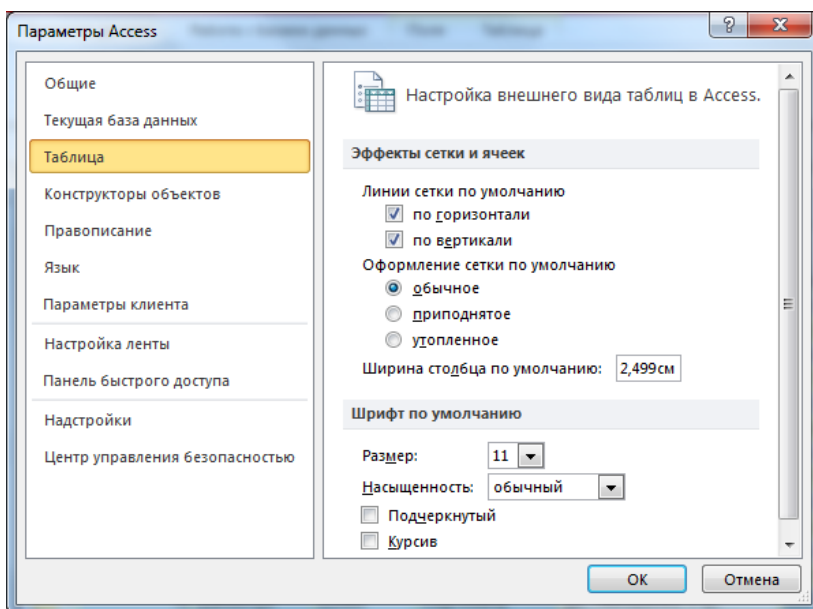 Параметры Access
Общие
Текущая база данных
Таблица
Конструкторы объектов
Правописание
Язык
Параметры клиента
Настройка ленты
Панель быстрого доступа
Надстройки
Центр управления безопасностью
Настройка внешнего вида таблиц в Access.
Эффекты сетки и ячеек
Линии сетки по умолчанию
по горизонтали
по вертикали
Оформление сетки по умолчанию
обычное
приподнятое
утопленное
Ширина столбца по умолчанию: 2,499см
Шрифт по умолчанию
Размер: 11
Насыщенность: обычный
Подчеркнутый
Курсив
ОК Отмена